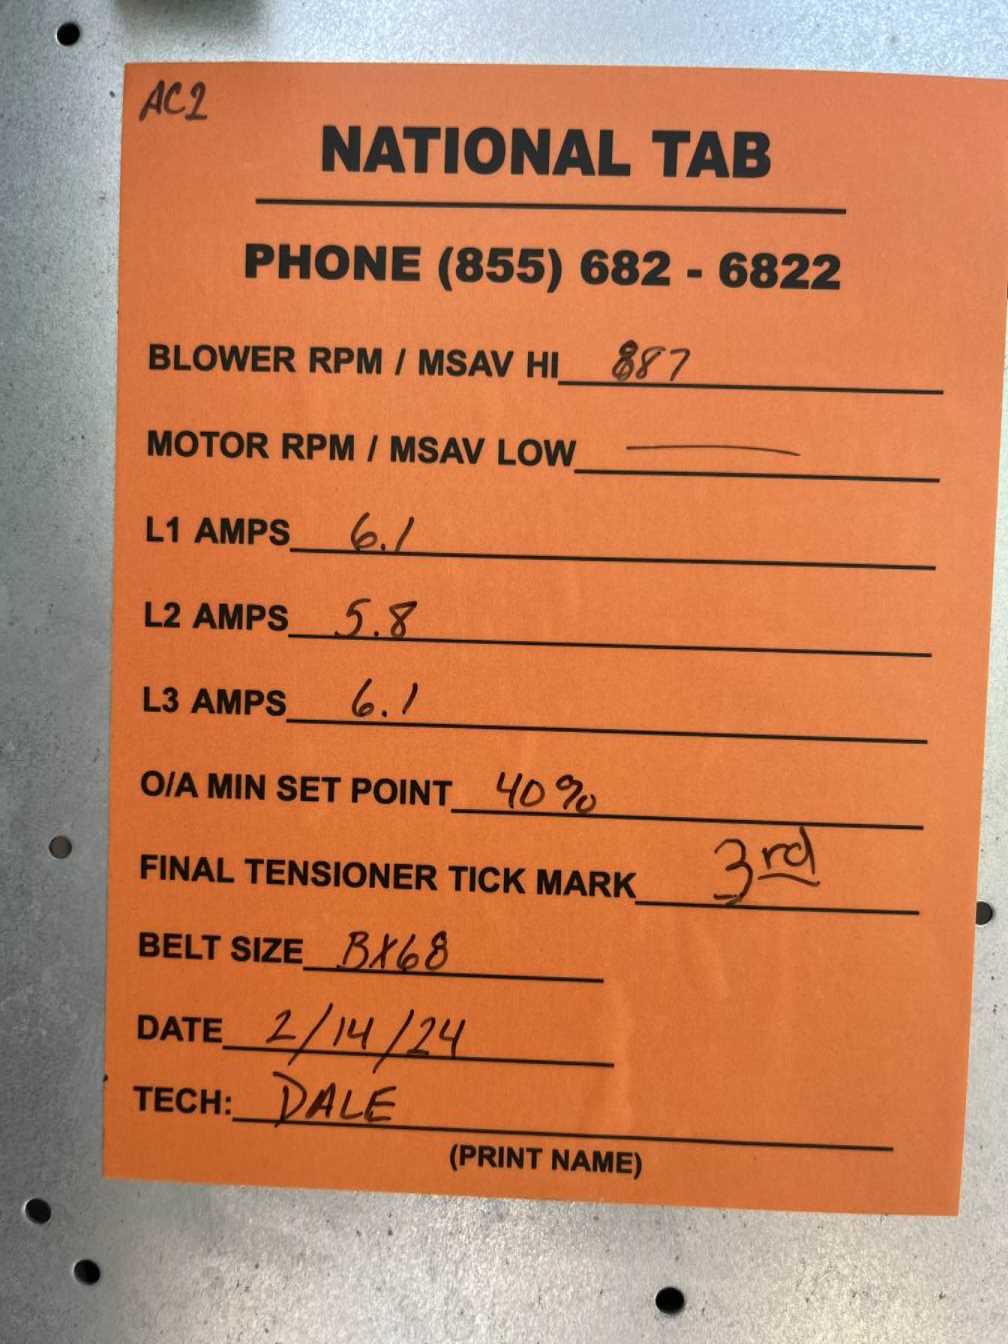 AC2
NATIONAL TAB
PHONE (855) 682 - 6822
BLOWER RPM / MSAV HI 887
MOTOR RPM / MSAV LOW —
L1 AMPS 6.1
L2 AMPS 5.8
L3 AMPS 6.1
O/A MIN SET POINT 40%
FINAL TENSIONER TICK MARK 3rd
BELT SIZE BX68
DATE 2/14/24
TECH: DALE
(PRINT NAME)